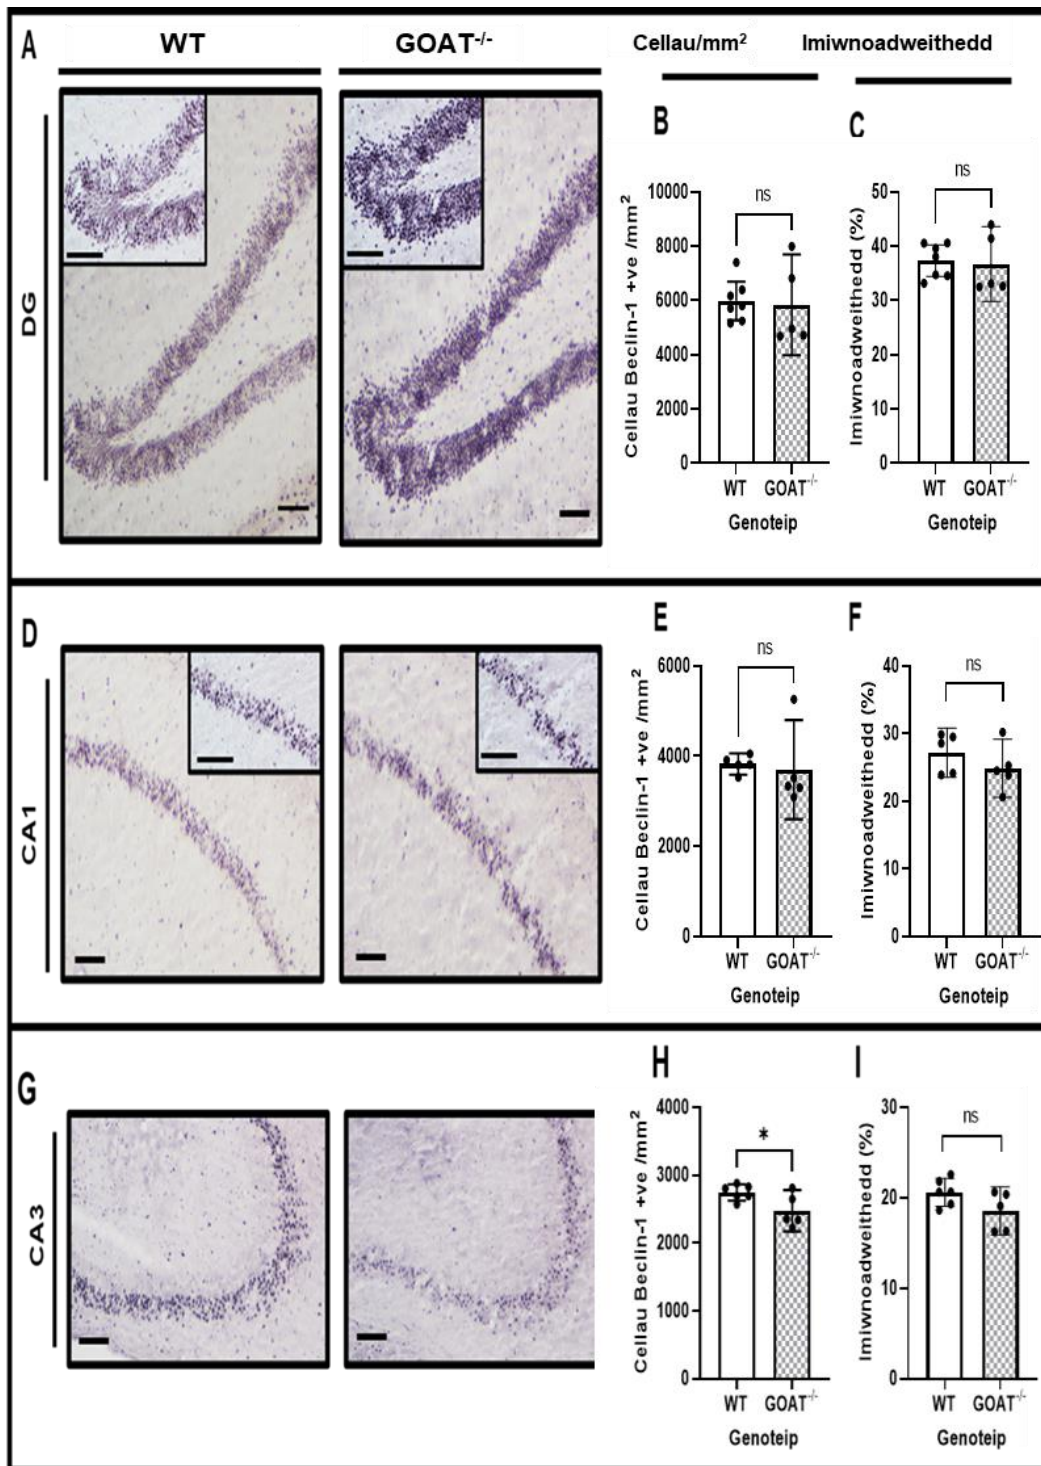 A
WT
GOAT-/-
Cellau/mm²
Imiwnoadweithedd
DG
B
Cellau Beclin-1 +ve /mm²
10000
8000
6000
4000
2000
0
ns
WT GOAT-/-
Genoteip
C
Imiwnoadweithedd (%)
50
40
30
20
10
0
ns
WT GOAT-/-
Genoteip
D
CA1
E
Cellau Beclin-1 +ve /mm²
6000
4000
2000
0
ns
WT GOAT-/-
Genoteip
F
Imiwnoadweithedd (%)
40
30
20
10
0
ns
WT GOAT-/-
Genoteip
G
CA3
H
Cellau Beclin-1 +ve /mm²
4000
3000
2000
1000
0
*
WT GOAT-/-
Genoteip
I
Imiwnoadweithedd (%)
30
20
10
0
ns
WT GOAT-/-
Genoteip